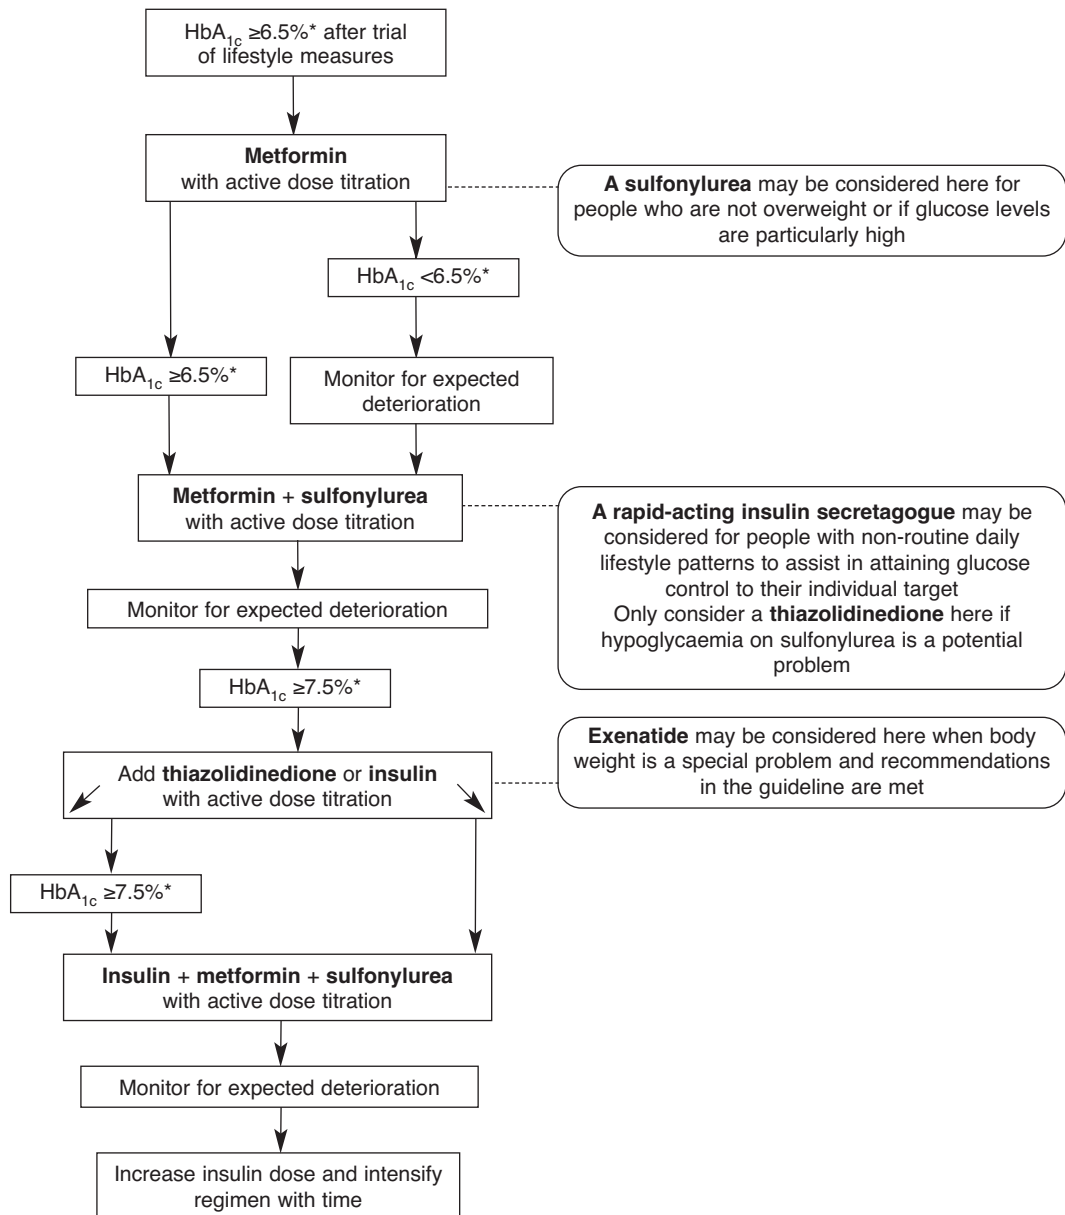 HbA1c ≥6.5%* after trial
of lifestyle measures
Metformin
with active dose titration
A sulfonylurea may be considered here for
people who are not overweight or if glucose levels
are particularly high
HbA1c <6.5%*
HbA1c ≥6.5%*
Monitor for expected
deterioration
Metformin + sulfonylurea
with active dose titration
A rapid-acting insulin secretagogue may be
considered for people with non-routine daily
lifestyle patterns to assist in attaining glucose
control to their individual target
Only consider a thiazolidinedione here if
hypoglycaemia on sulfonylurea is a potential
problem
Monitor for expected deterioration
HbA1c ≥7.5%*
Add thiazolidinedione or insulin
with active dose titration
Exenatide may be considered here when body
weight is a special problem and recommendations
in the guideline are met
HbA1c ≥7.5%*
Insulin + metformin + sulfonylurea
with active dose titration
Monitor for expected deterioration
Increase insulin dose and intensify
regimen with time